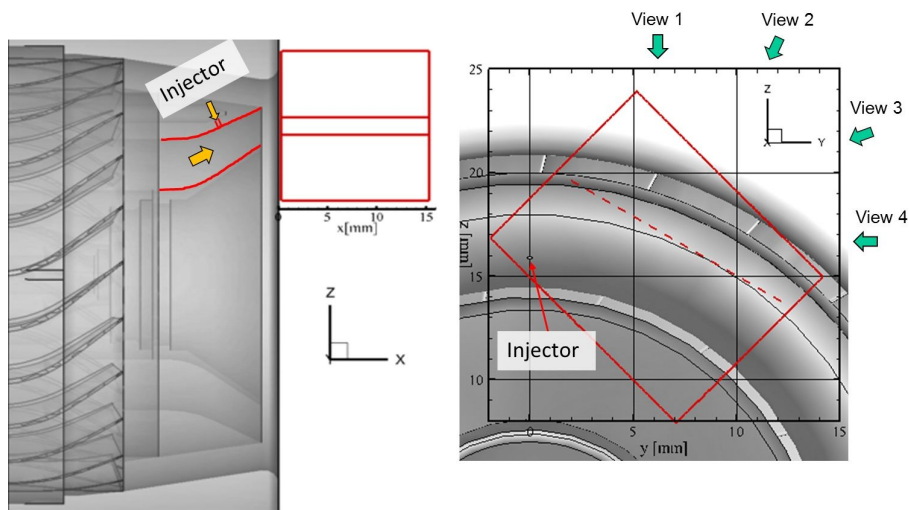 Injector
0
5
10
15
x[mm]
Z
X
View 1
View 2
View 3
View 4
25
20
15
10
z [mm]
Z
X
Y
Injector
0
5
10
15
y [mm]